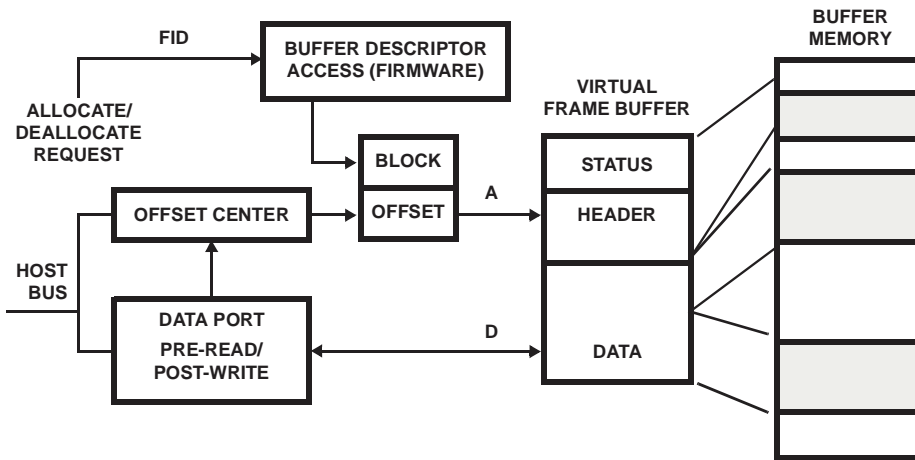 BUFFER
MEMORY
FID
BUFFER DESCRIPTOR
ACCESS (FIRMWARE)
VIRTUAL
FRAME BUFFER
ALLOCATE/
DEALLOCATE
REQUEST
BLOCK
STATUS
OFFSET CENTER
OFFSET
A
HEADER
HOST
BUS
DATA PORT
PRE-READ/
POST-WRITE
D
DATA